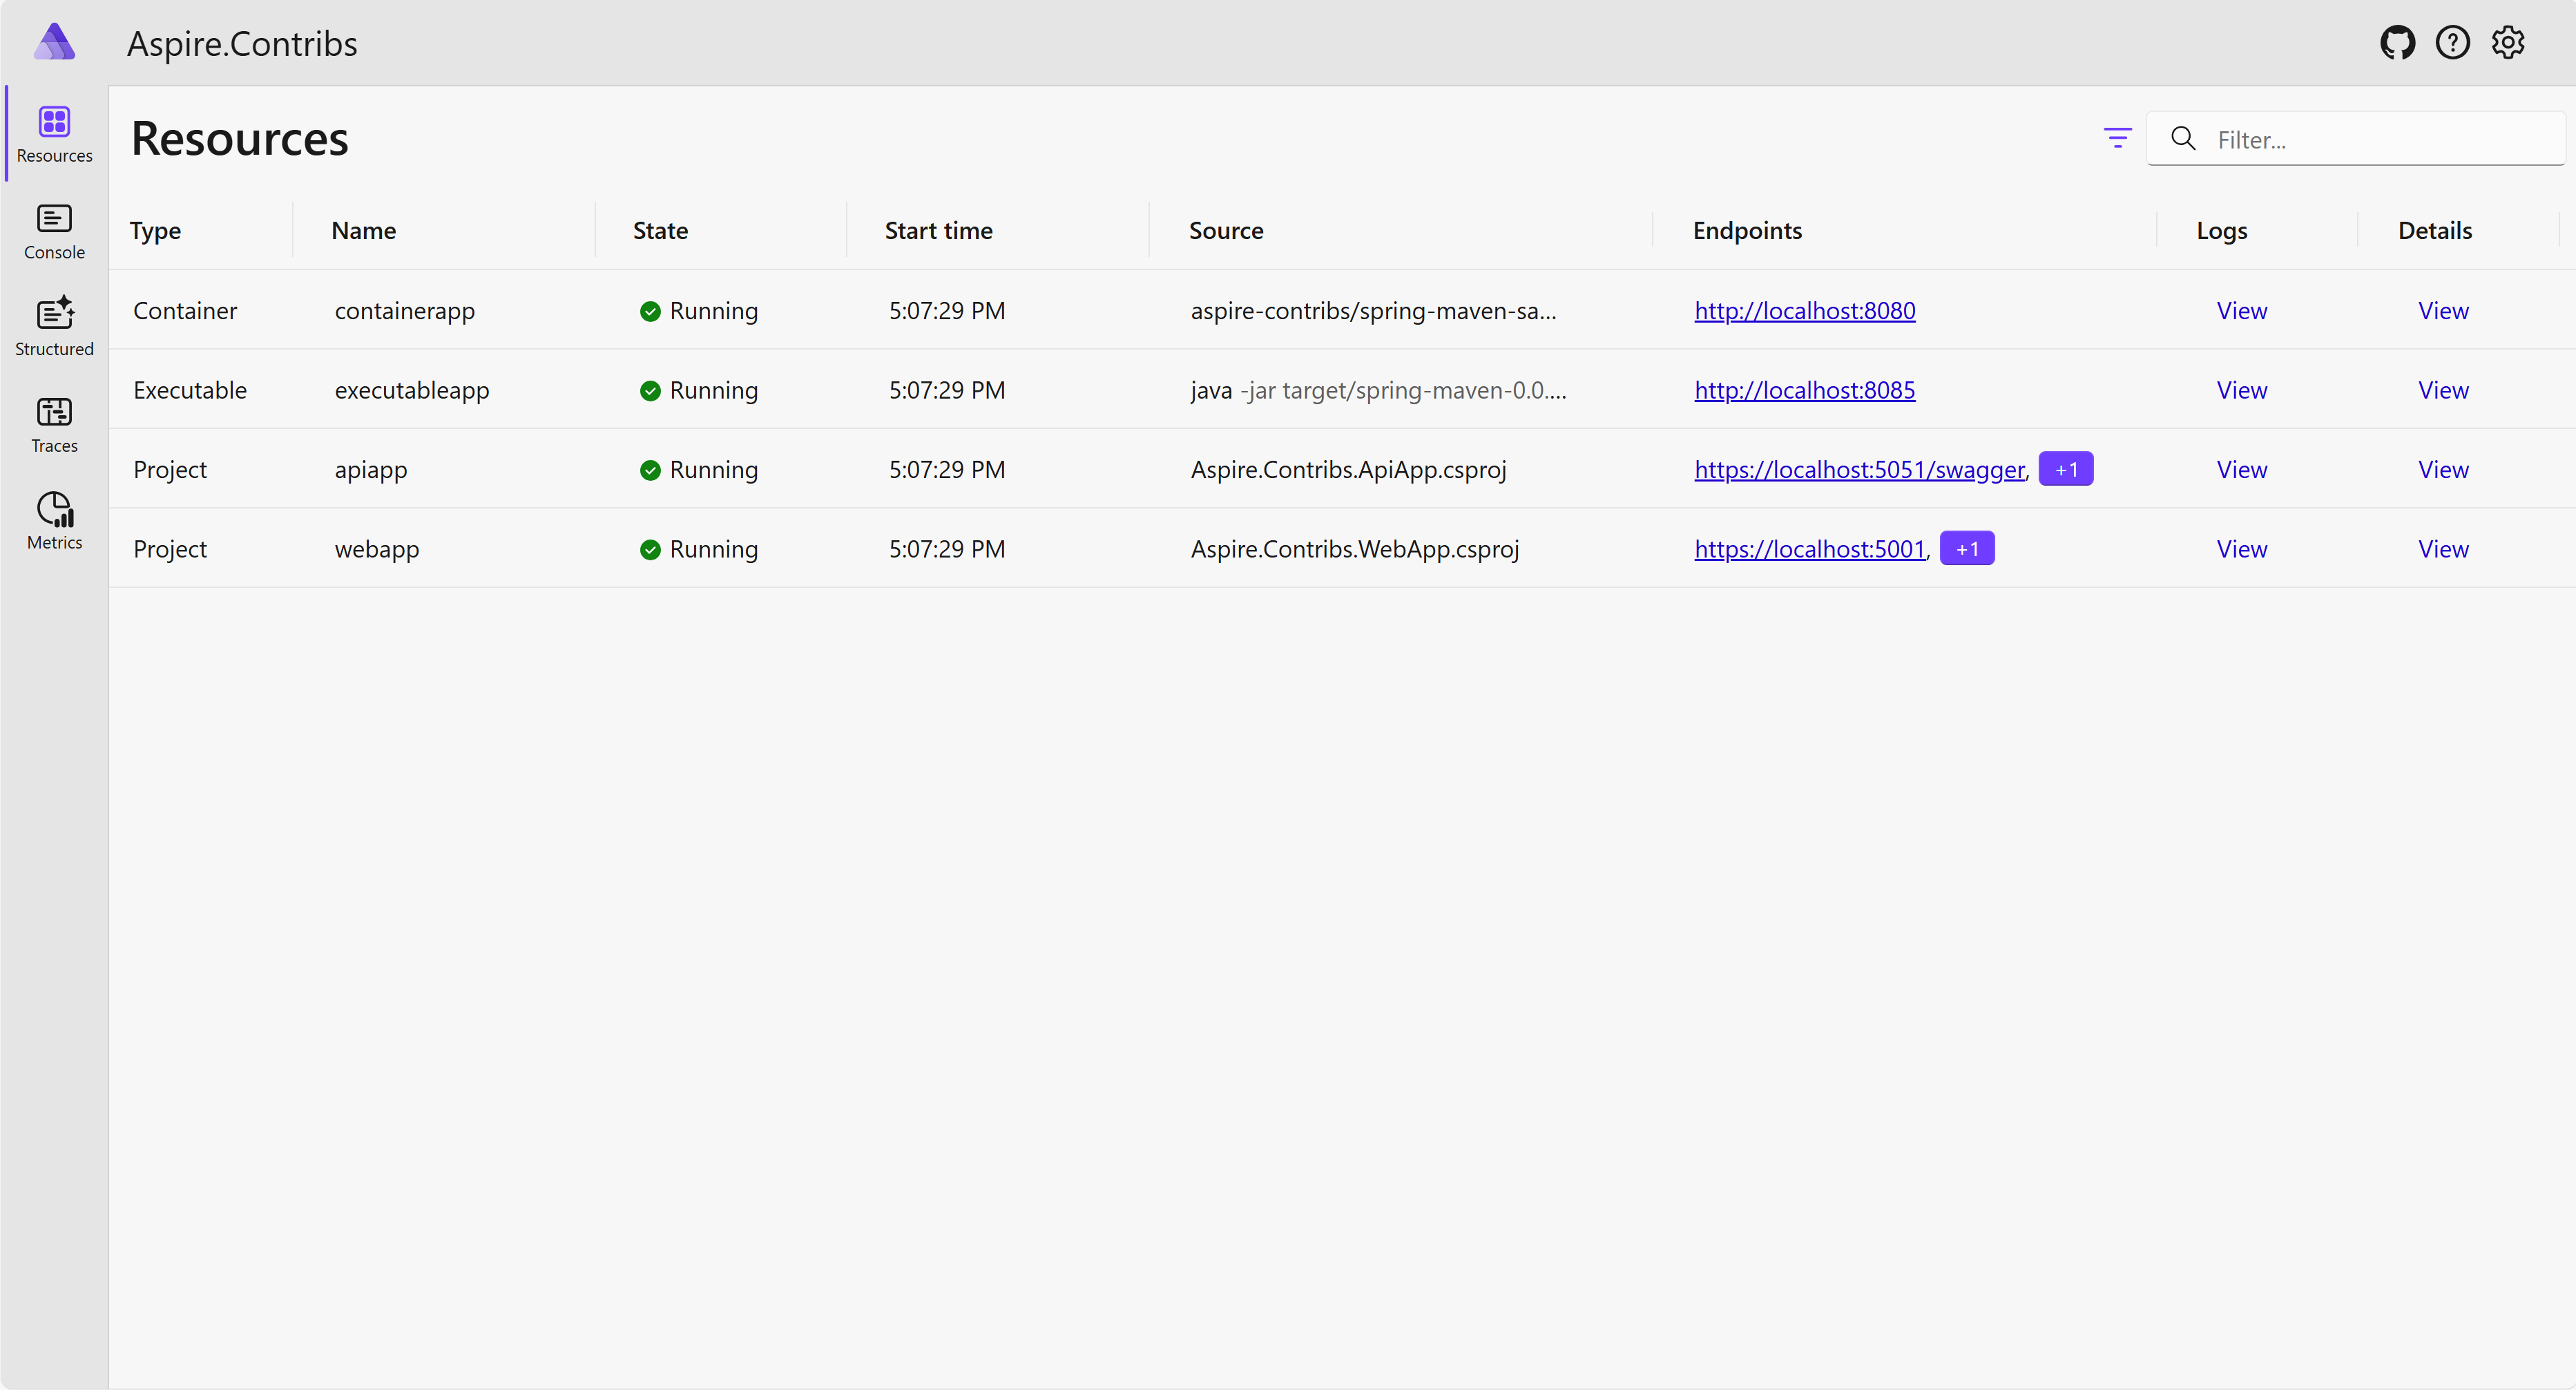 Aspire.Contribs
Resources
Console
Structured
Traces
Metrics
Resources
Filter...
Type Name State Start time Source Endpoints Logs Details
Container containerapp Running 5:07:29 PM aspire-contribs/spring-maven-sa... http://localhost:8080 View View
Executable executableapp Running 5:07:29 PM java -jar target/spring-maven-0.0.... http://localhost:8085 View View
Project apiapp Running 5:07:29 PM Aspire.Contribs.ApiApp.csproj https://localhost:5051/swagger, +1 View View
Project webapp Running 5:07:29 PM Aspire.Contribs.WebApp.csproj https://localhost:5001, +1 View View